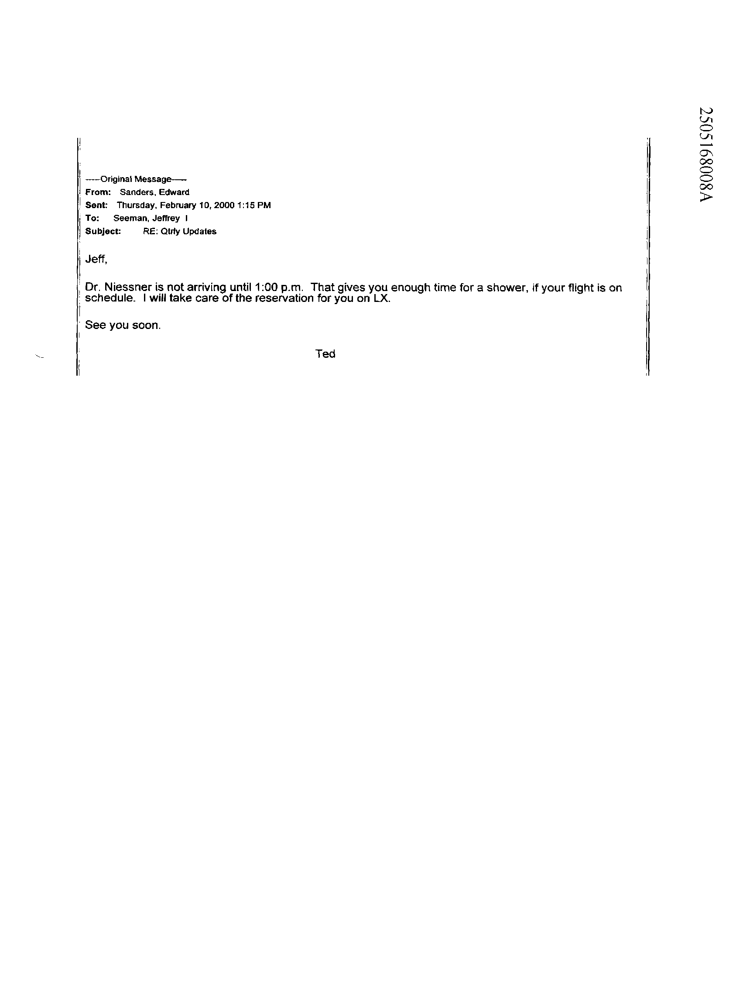 2505168008A
-----Original Message-----
From: Sanders, Edward
Sent: Thursday, February 10, 2000 1:15 PM
To: Seeman, Jeffrey I
Subject: RE: Qtrly Updates
Jeff,
Dr. Niessner is not arriving until 1:00 p.m. That gives you enough time for a shower, if your flight is on
schedule. I will take care of the reservation for you on LX.
See you soon.
Ted